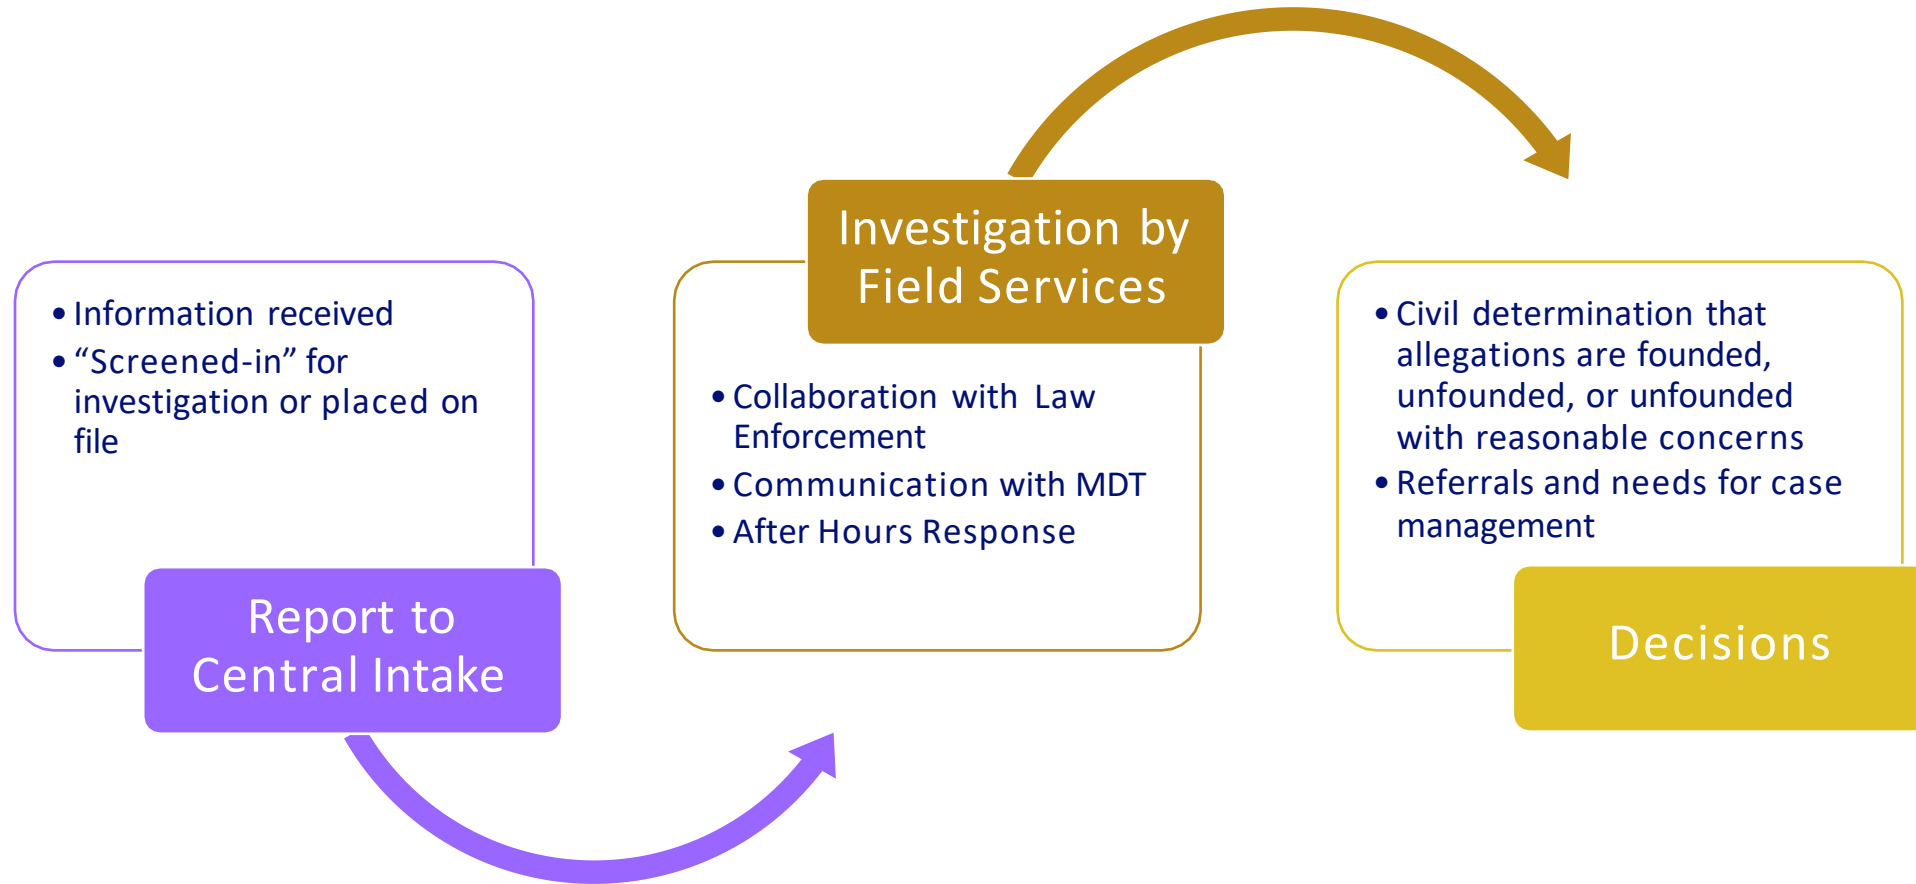 • Information received
• “Screened-in” for
investigation or placed on
file
Report to
Central Intake
Investigation by
Field Services
• Collaboration with Law
Enforcement
• Communication with MDT
• After Hours Response
• Civil determination that
allegations are founded,
unfounded, or unfounded
with reasonable concerns
• Referrals and needs for case
management
Decisions